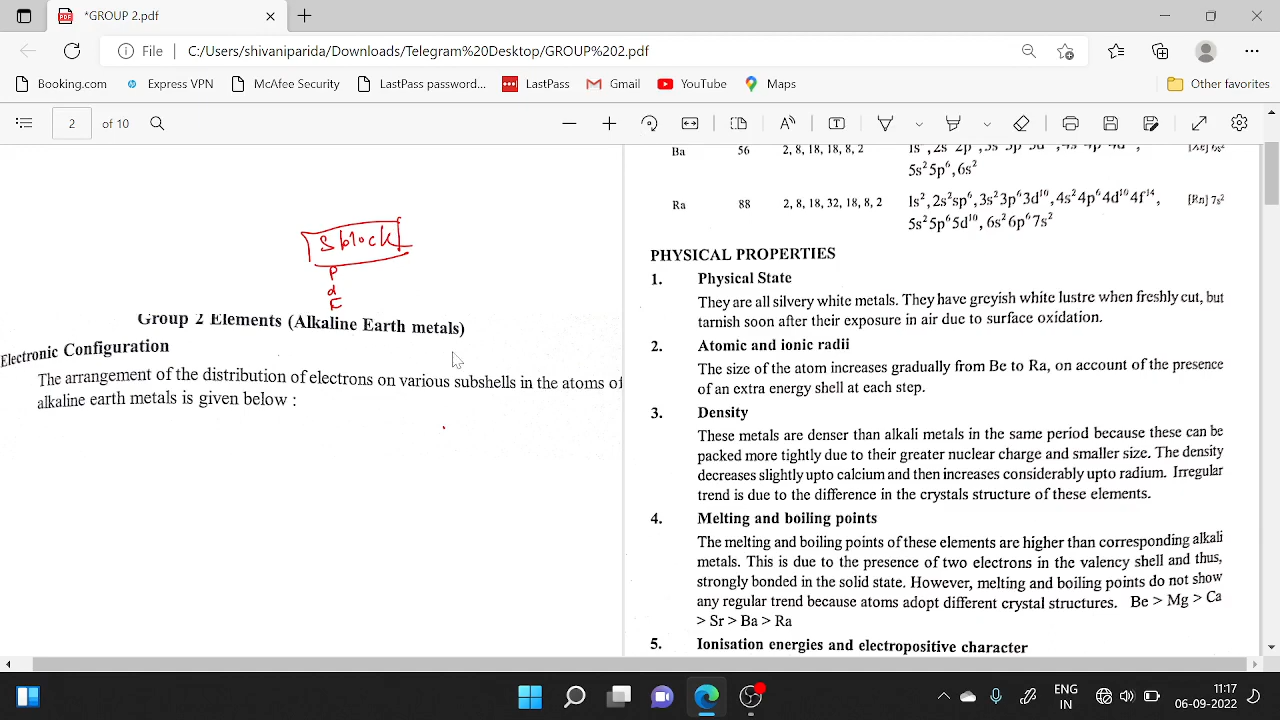 *GROUP 2.pdf
File C:/Users/shivaniparida/Downloads/Telegram%20Desktop/GROUP%202.pdf
Booking.com Express VPN McAfee Security LastPass password... LastPass Gmail YouTube Maps Other favorites
2 of 10
S block
P
d
F
Group 2 Elements (Alkaline Earth metals)
Electronic Configuration
The arrangement of the distribution of electrons on various subshells in the atoms of
alkaline earth metals is given below :
Ba 56 2, 8, 18, 18, 8, 2
5s²5p⁶,6s²
Ra 88 2, 8, 18, 32, 18, 8, 2 1s²,2s²sp⁶,3s²3p⁶3d¹⁰,4s²4p⁶4d¹⁰4f¹⁴, [Rn] 7s²
5s²5p⁶5d¹⁰, 6s²6p⁶7s²
PHYSICAL PROPERTIES
1. Physical State
They are all silvery white metals. They have greyish white lustre when freshly cut, but
tarnish soon after their exposure in air due to surface oxidation.
2. Atomic and ionic radii
The size of the atom increases gradually from Be to Ra, on account of the presence
of an extra energy shell at each step.
3. Density
These metals are denser than alkali metals in the same period because these can be
packed more tightly due to their greater nuclear charge and smaller size. The density
decreases slightly upto calcium and then increases considerably upto radium. Irregular
trend is due to the difference in the crystals structure of these elements.
4. Melting and boiling points
The melting and boiling points of these elements are higher than corresponding alkali
metals. This is due to the presence of two electrons in the valency shell and thus,
strongly bonded in the solid state. However, melting and boiling points do not show
any regular trend because atoms adopt different crystal structures. Be > Mg > Ca
> Sr > Ba > Ra
5. Ionisation energies and electropositive character
ENG
IN
11:17
06-09-2022